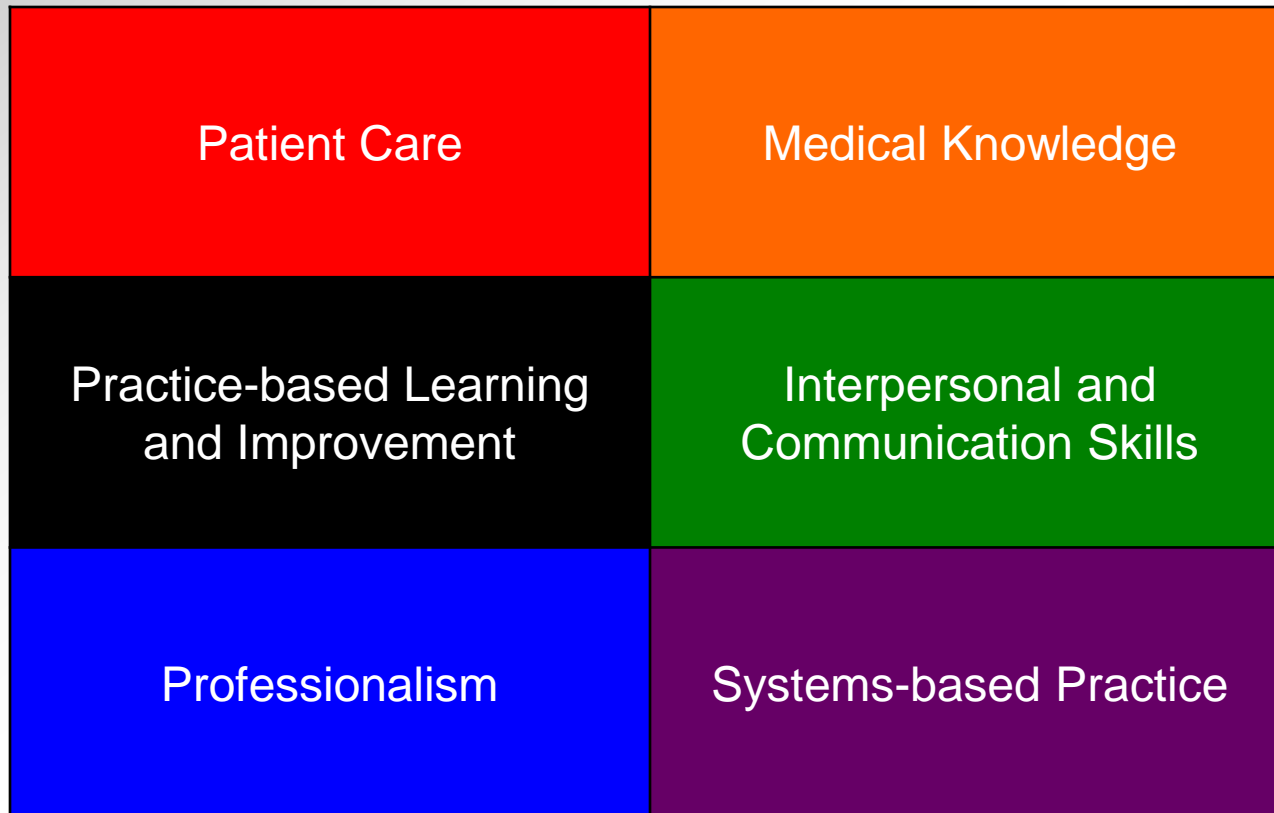 Patient Care
Medical Knowledge
Practice-based Learning
and Improvement
Interpersonal and
Communication Skills
Professionalism
Systems-based Practice